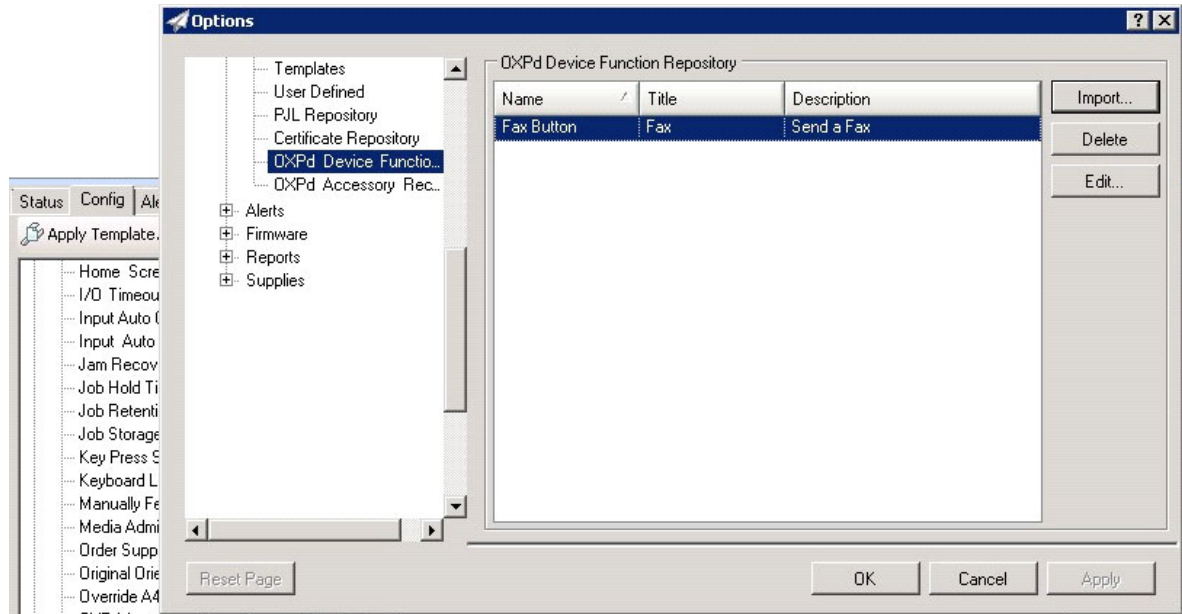 Options
Templates
User Defined
PJL Repository
Certificate Repository
OXPd Device Functio...
OXPd Accessory Rec...
Alerts
Firmware
Reports
Supplies
OXPd Device Function Repository
Name Title Description
Fax Button Fax Send a Fax
Import...
Delete
Edit...
Reset Page
OK
Cancel
Apply
Status Config Ale
Apply Template.
Home Scre
I/O Timeou
Input Auto
Input Auto
Jam Recov
Job Hold Ti
Job Retenti
Job Storage
Key Press S
Keyboard L
Manually Fe
Media Admi
Order Supp
Original Orie
Override A4